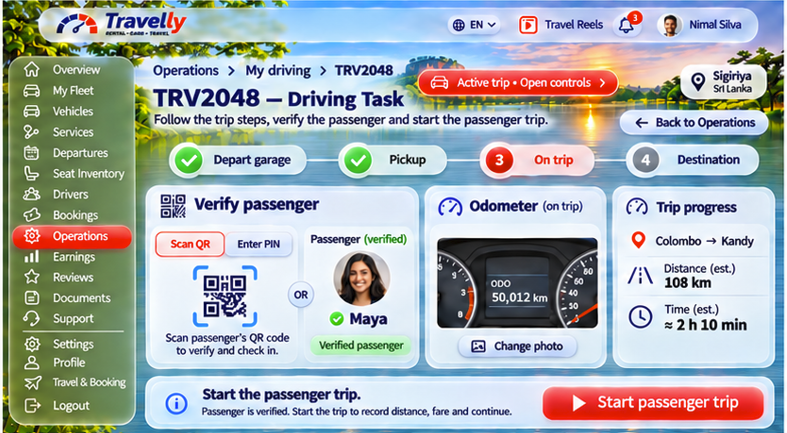 Travelly
RENTAL • CABS • TRAVEL
EN
Travel Reels
3
Nimal Silva
Overview
My Fleet
Vehicles
Services
Departures
Seat Inventory
Drivers
Bookings
Operations
Earnings
Reviews
Documents
Support
Settings
Profile
Travel & Booking
Logout
Operations > My driving > TRV2048
Active trip • Open controls >
Sigiriya
Sri Lanka
TRV2048 — Driving Task
Follow the trip steps, verify the passenger and start the passenger trip.
← Back to Operations
Depart garage
Pickup
3 On trip
4 Destination
Verify passenger
Scan QR
Enter PIN
Scan passenger's QR code
to verify and check in.
OR
Passenger (verified)
Maya
Verified passenger
Odometer (on trip)
ODO
50,012 km
Change photo
Trip progress
Colombo → Kandy
Distance (est.)
108 km
Time (est.)
≈ 2 h 10 min
Start the passenger trip.
Passenger is verified. Start the trip to record distance, fare and continue.
Start passenger trip